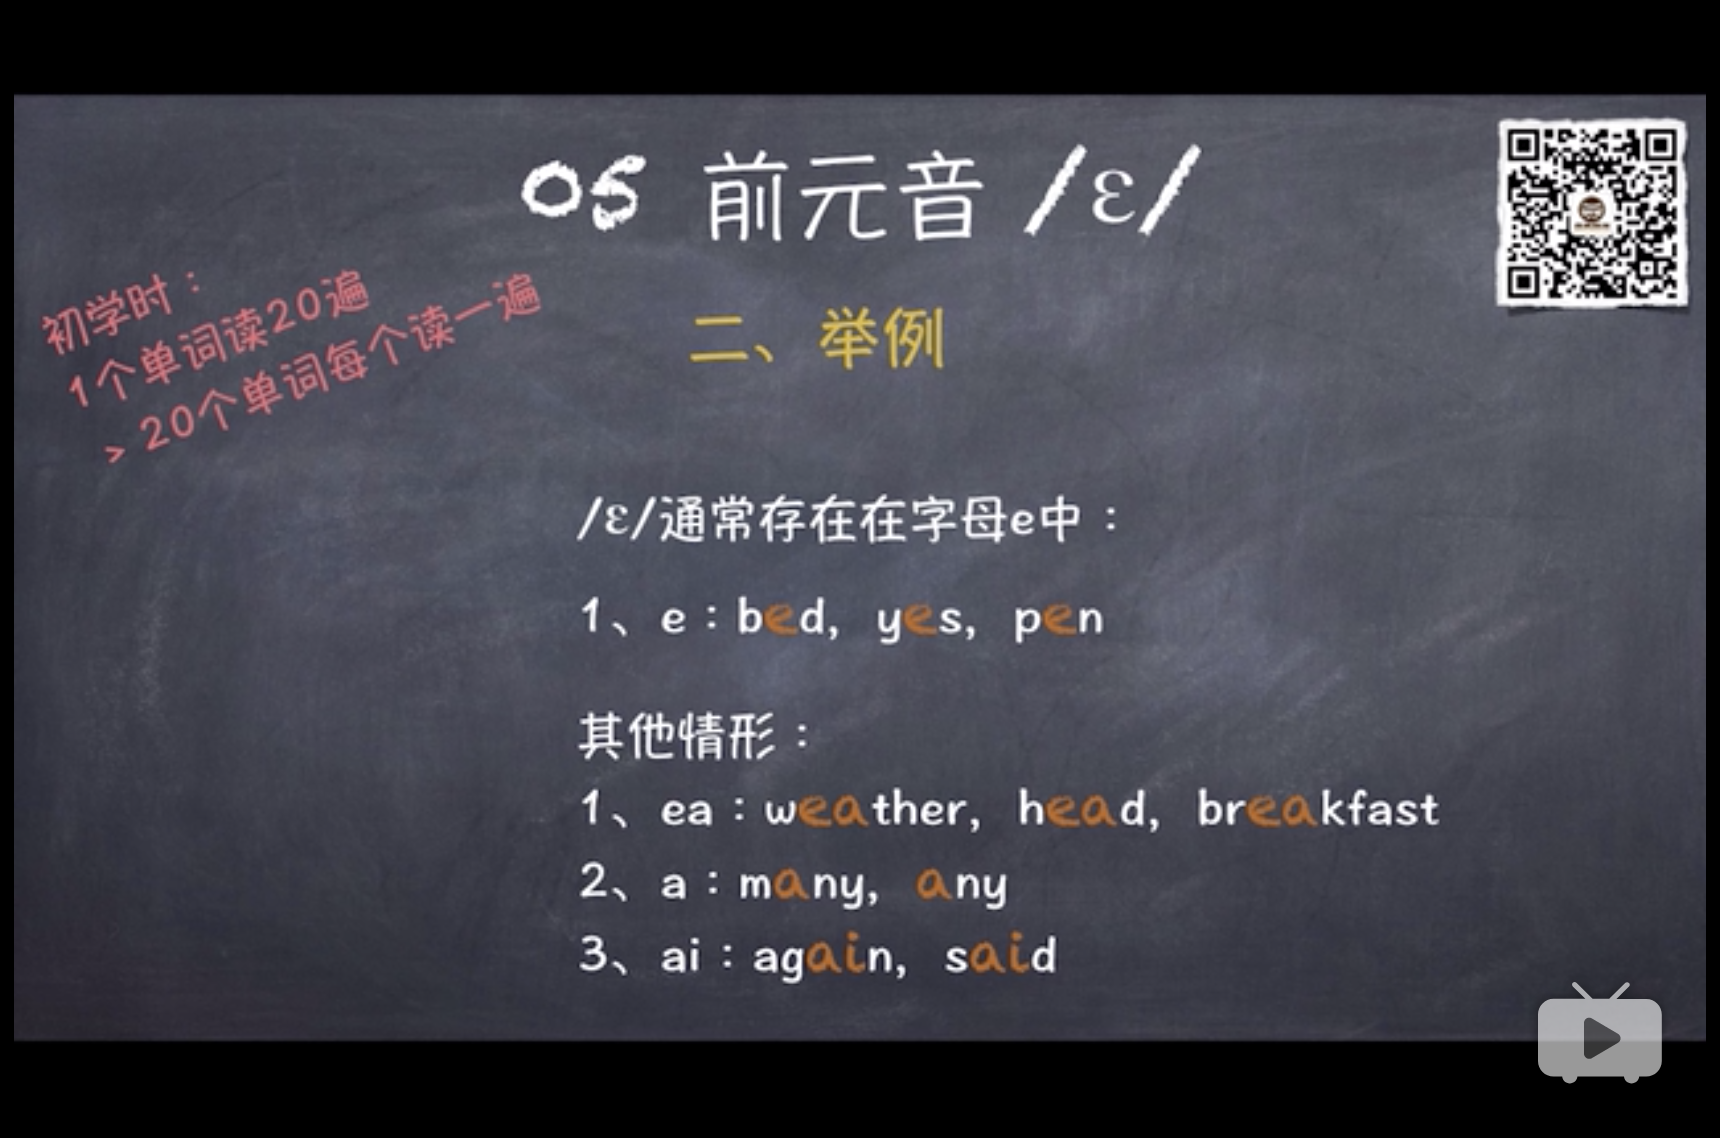 05 前元音 /ε/
初学时：
1个单词读20遍
> 20个单词每个读一遍
二、举例
/ε/通常存在在字母e中：
1、e：bed, yes, pen
其他情形：
1、ea：weather, head, breakfast
2、a：many, any
3、ai：again, said